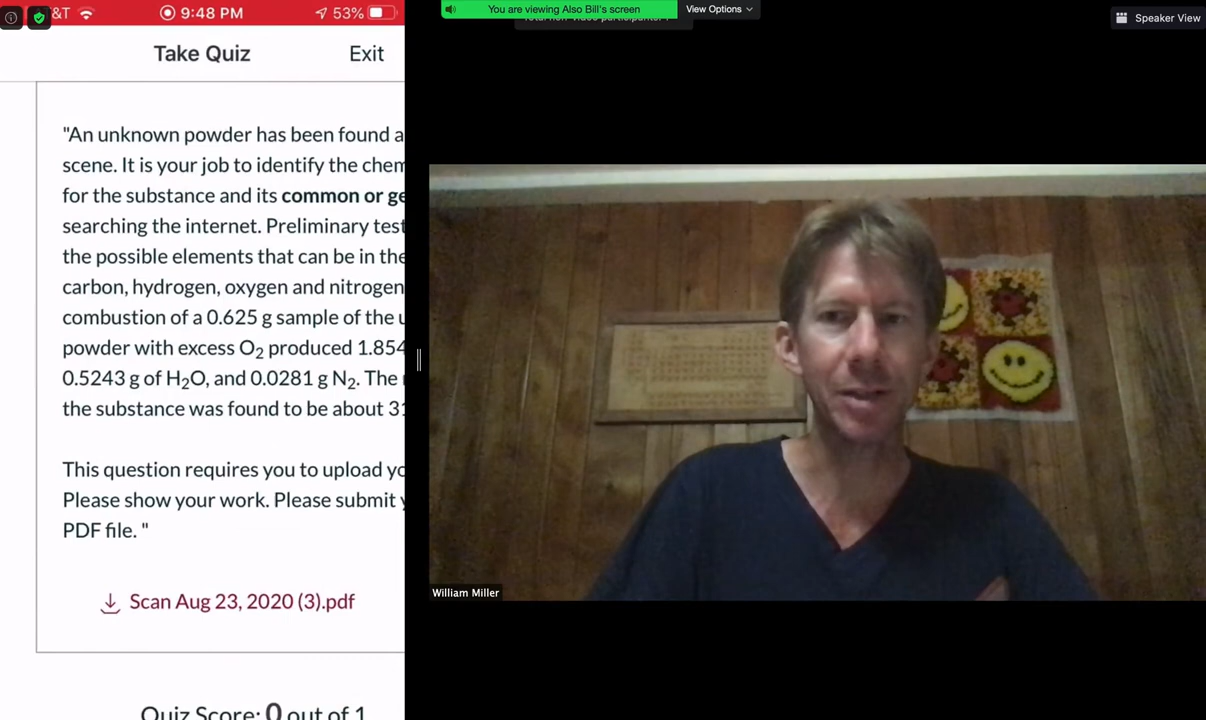 9:48 PM
53%
Take Quiz
Exit
"An unknown powder has been found a
scene. It is your job to identify the chem
for the substance and its common or ge
searching the internet. Preliminary test
the possible elements that can be in the
carbon, hydrogen, oxygen and nitrogen
combustion of a 0.625 g sample of the u
powder with excess O2 produced 1.854
0.5243 g of H2O, and 0.0281 g N2. The
the substance was found to be about 31
This question requires you to upload yo
Please show your work. Please submit
PDF file. "
Scan Aug 23, 2020 (3).pdf
Quiz Score: 0 out of 1
You are viewing Also Bill's screen
View Options
Speaker View
William Miller